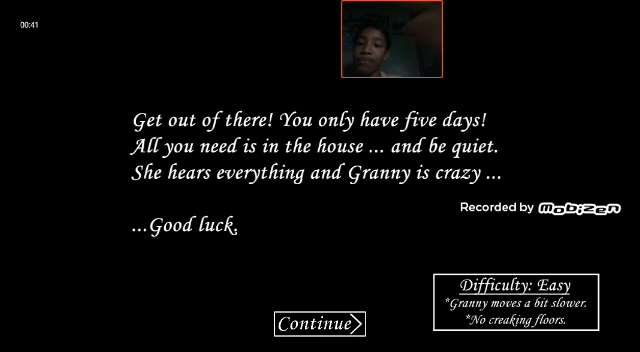 00:41
Get out of there! You only have five days!
All you need is in the house ... and be quiet.
She hears everything and Granny is crazy ...
Recorded by mobizen
...Good luck.
Difficulty: Easy
*Granny moves a bit slower.
*No creaking floors.
Continue